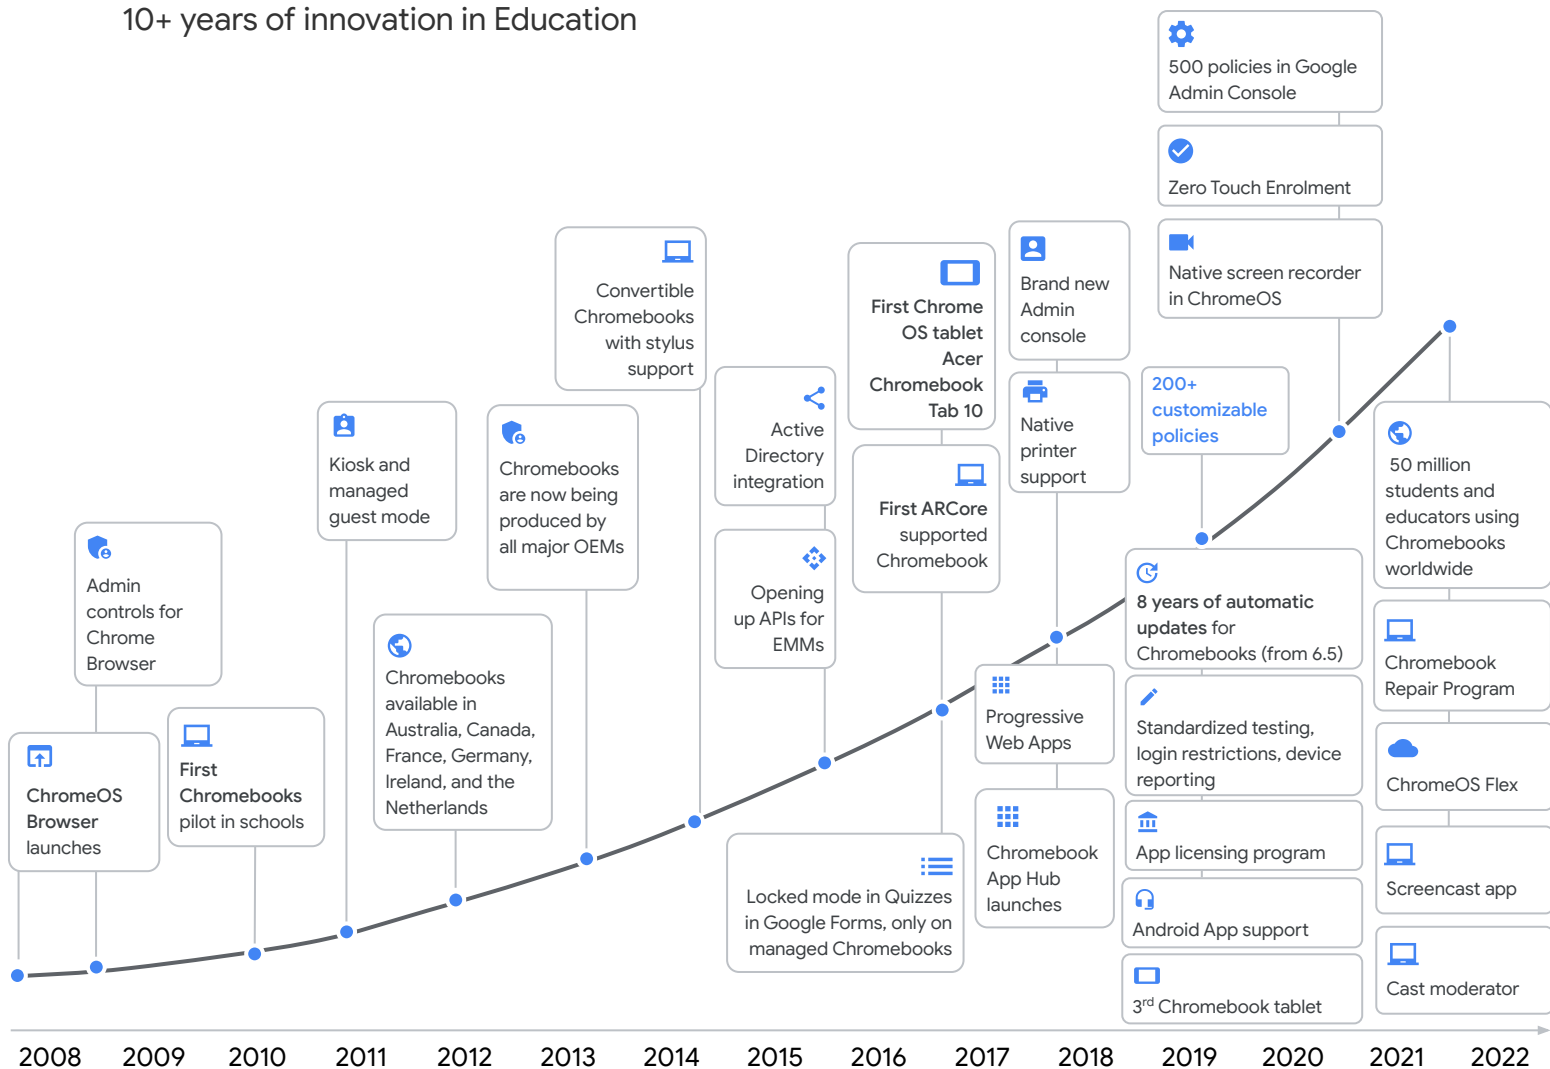 10+ years of innovation in Education
500 policies in Google
Admin Console
Zero Touch Enrolment
Native screen recorder
in ChromeOS
Convertible
Chromebooks
with stylus
support
First Chrome
OS tablet
Acer
Chromebook
Tab 10
Brand new
Admin
console
Native
printer
support
200+
customizable
policies
Active
Directory
integration
Kiosk and
managed
guest mode
Chromebooks
are now being
produced by
all major OEMs
First ARCore
supported
Chromebook
50 million
students and
educators using
Chromebooks
worldwide
Admin
controls for
Chrome
Browser
Opening
up APIs for
EMMs
8 years of automatic
updates for
Chromebooks (from 6.5)
Chromebooks
available in
Australia, Canada,
France, Germany,
Ireland, and the
Netherlands
Chromebook
Repair Program
Progressive
Web Apps
Standardized testing,
login restrictions, device
reporting
ChromeOS
Browser
launches
First
Chromebooks
pilot in schools
ChromeOS Flex
Chromebook
App Hub
launches
App licensing program
Locked mode in Quizzes
in Google Forms, only on
managed Chromebooks
Screencast app
Android App support
Cast moderator
3rd Chromebook tablet
2008 2009 2010 2011 2012 2013 2014 2015 2016 2017 2018 2019 2020 2021 2022